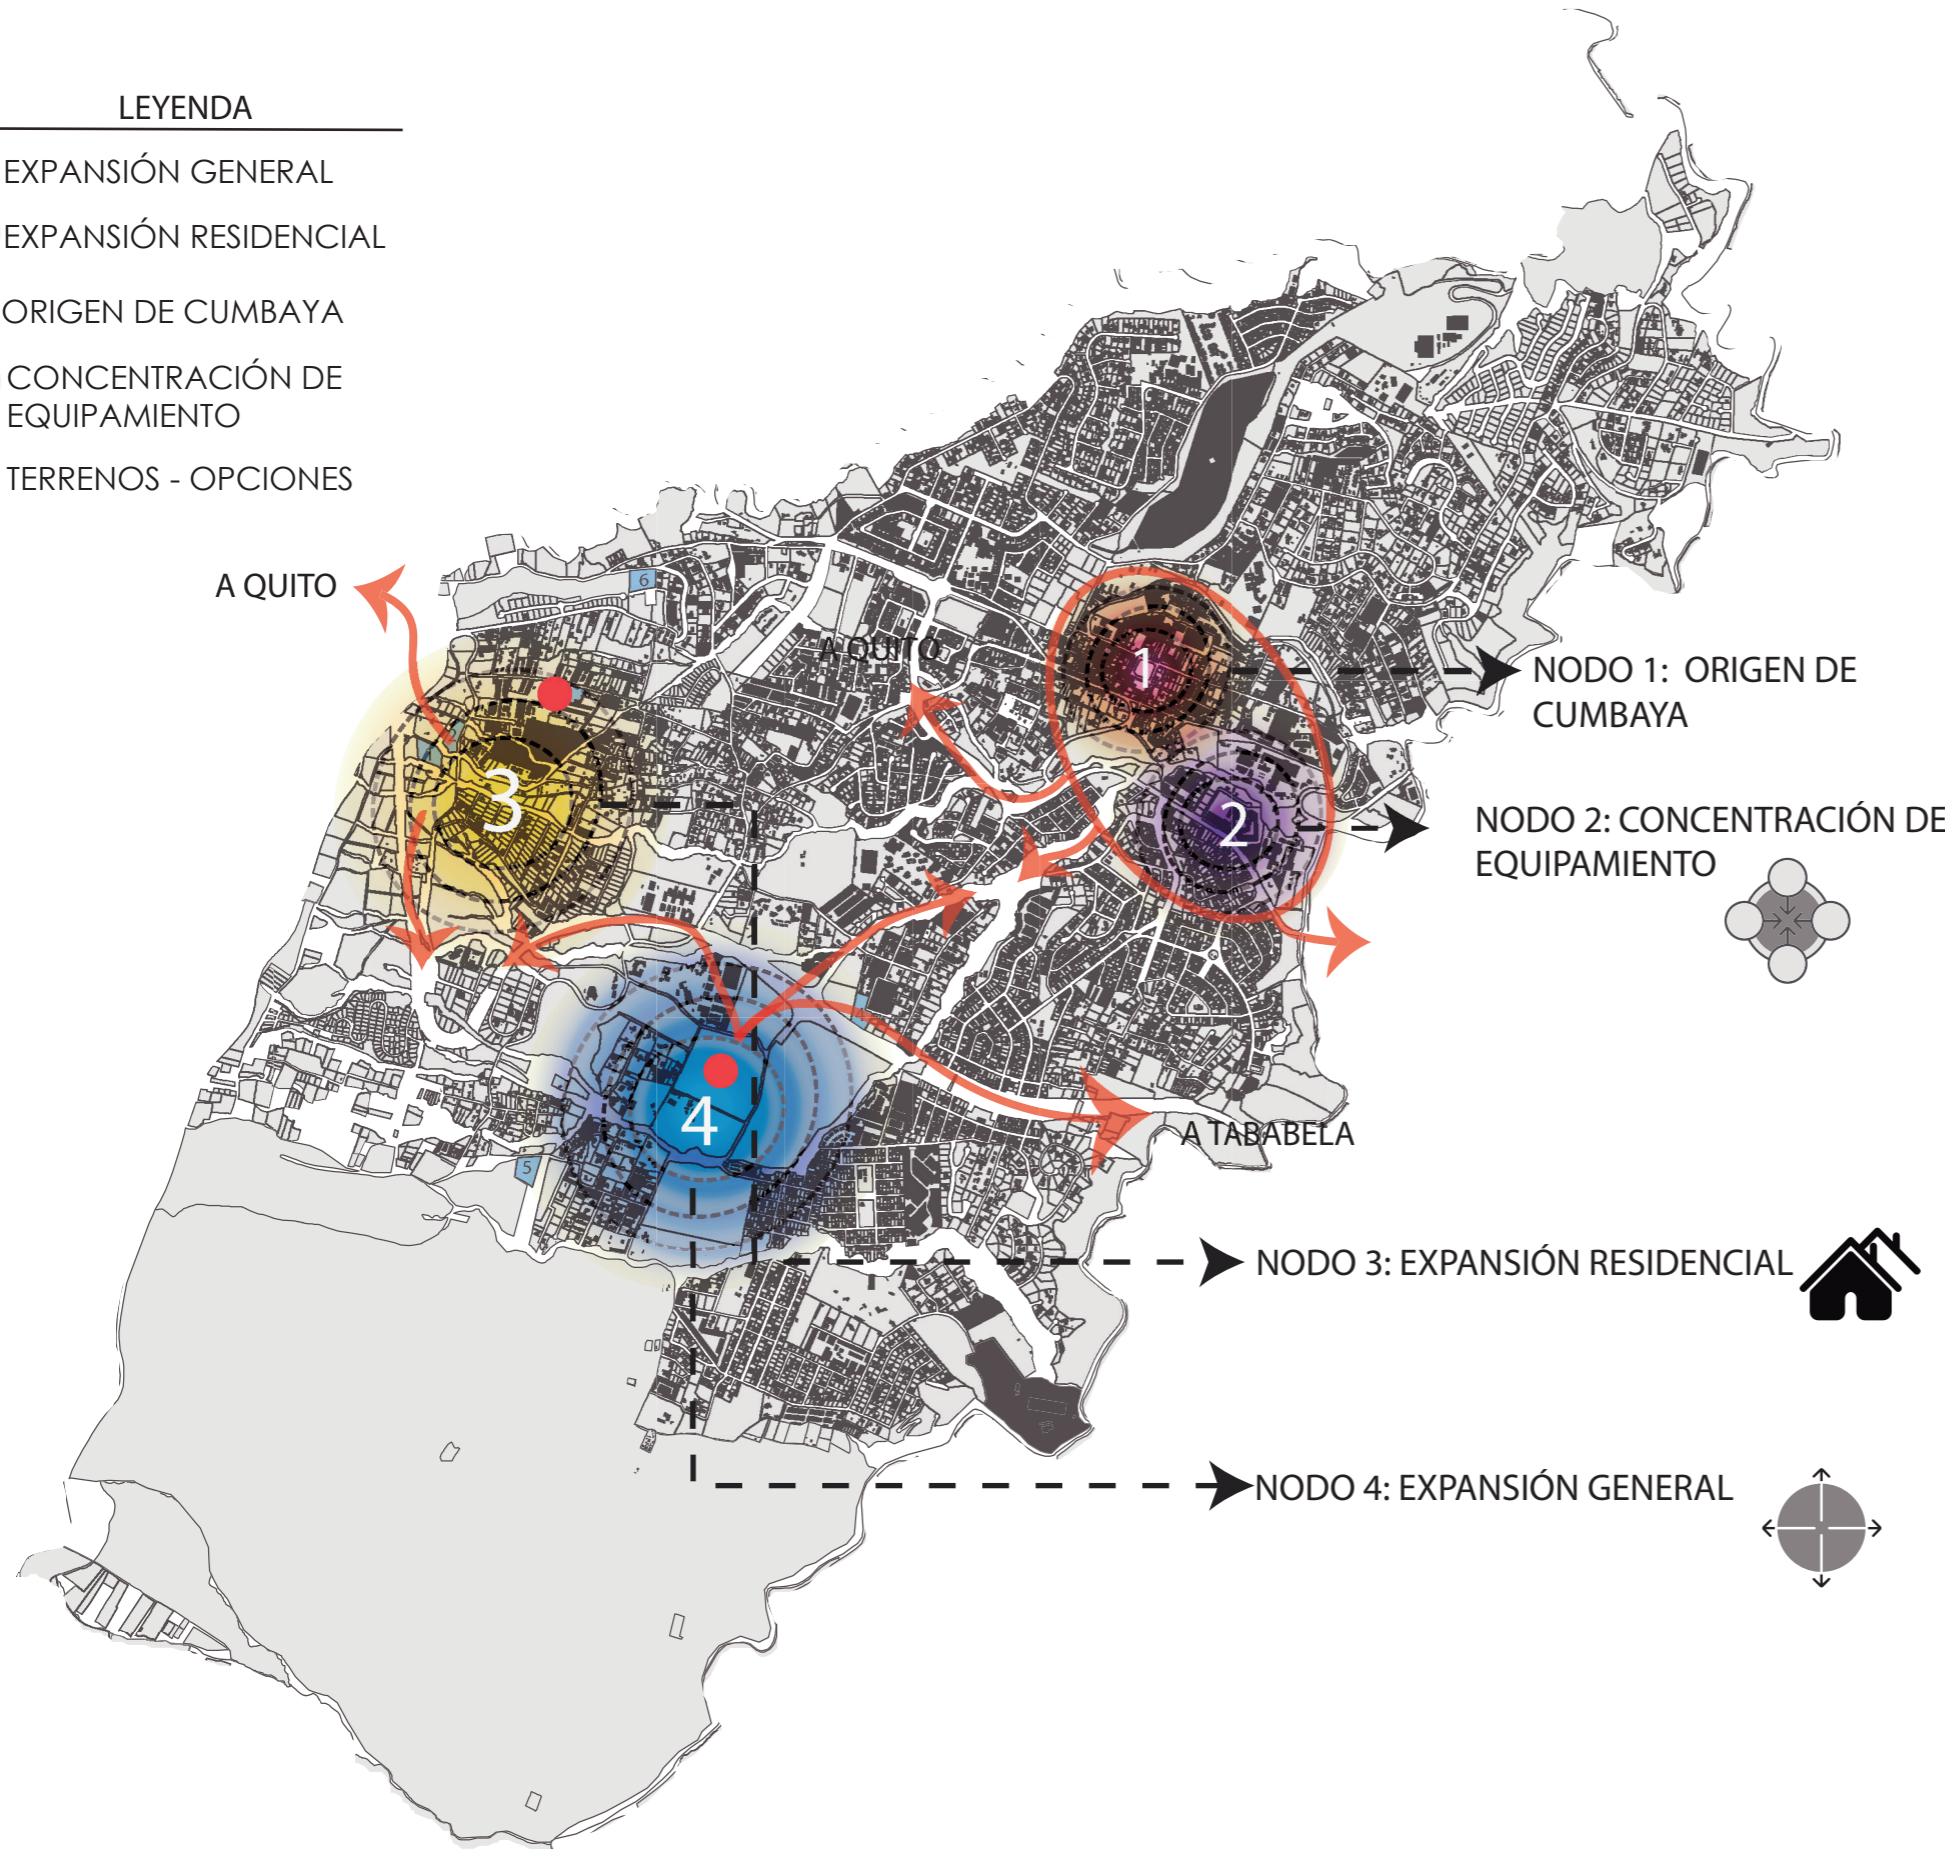 LEYENDA
EXPANSIÓN GENERAL
EXPANSIÓN RESIDENCIAL
ORIGEN DE CUMBAYA
CONCENTRACIÓN DE
EQUIPAMIENTO
TERRENOS - OPCIONES
A QUITO
6
A QUITO
1
NODO 1: ORIGEN DE
CUMBAYA
3
2
NODO 2: CONCENTRACIÓN DE
EQUIPAMIENTO
4
A TABABELA
5
NODO 3: EXPANSIÓN RESIDENCIAL
NODO 4: EXPANSIÓN GENERAL